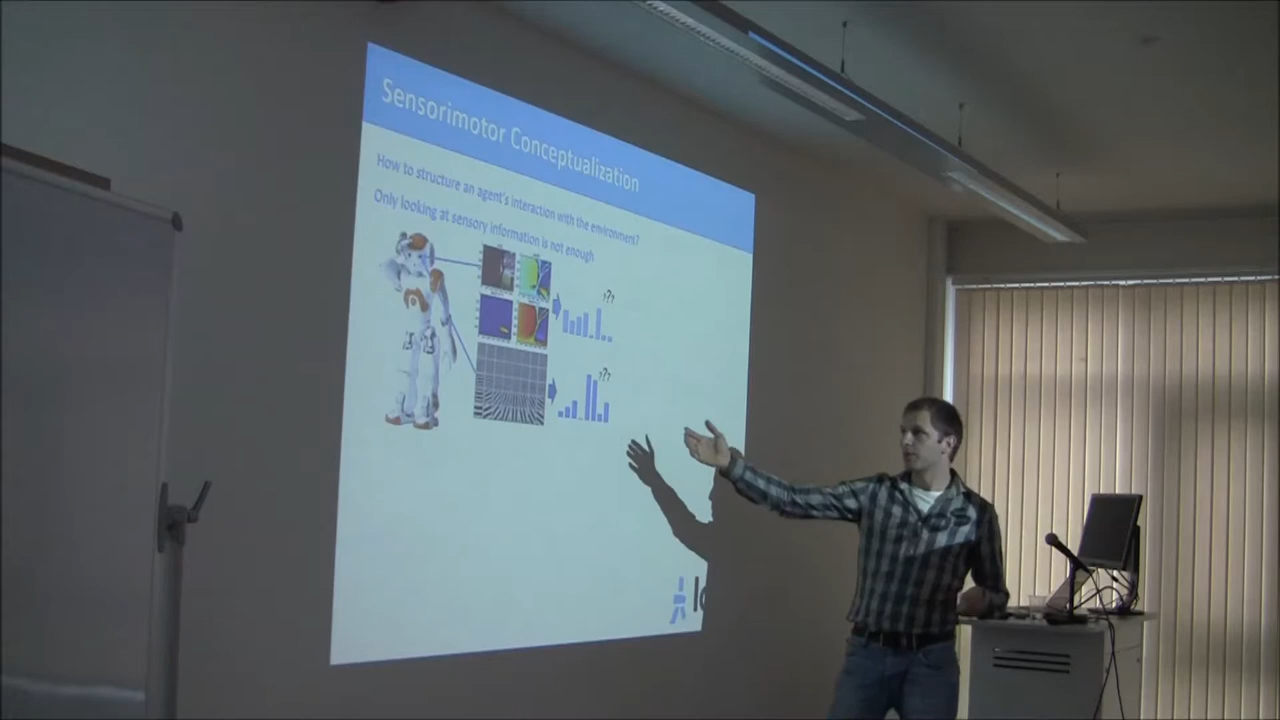 Sensorimotor Conceptualization
How to structure an agent's interaction with the environment?
Only looking at sensory information is not enough
???
???